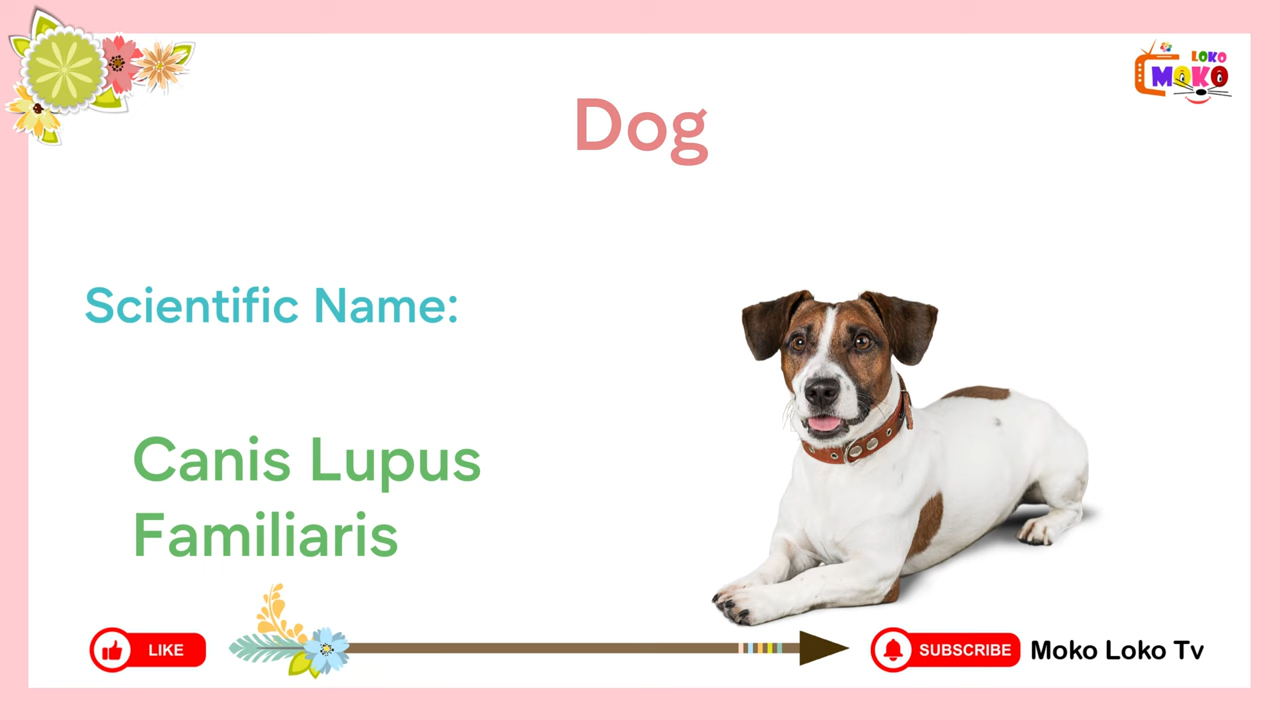 LOKO
MOKO
Dog
Scientific Name:
Canis Lupus
Familiaris
LIKE
SUBSCRIBE
Moko Loko Tv